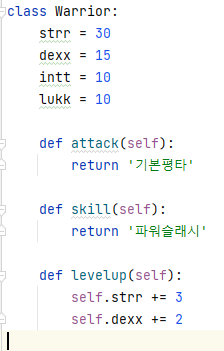 class Warrior:
    strr = 30
    dexx = 15
    intt = 10
    lukk = 10

    def attack(self):
        return '기본평타'

    def skill(self):
        return '파워슬래시'

    def levelup(self):
        self.strr += 3
        self.dexx += 2